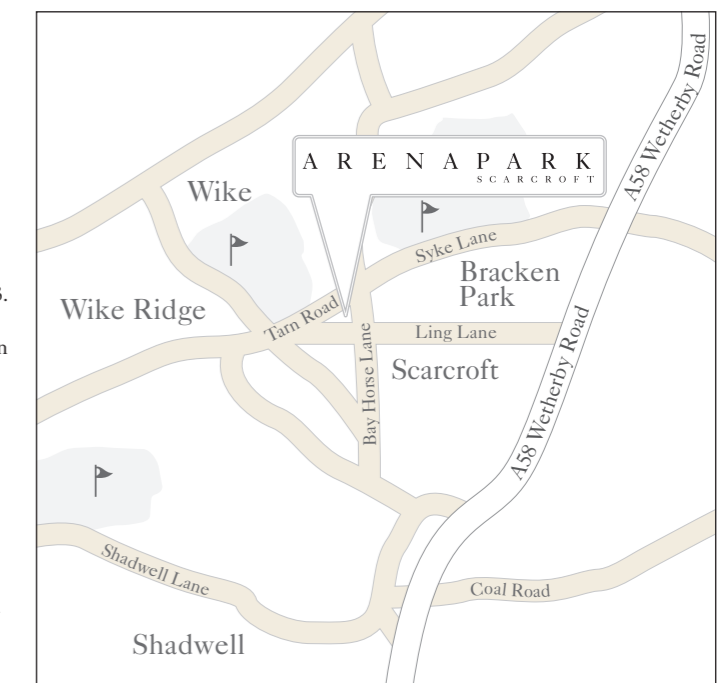 A58 Wetherby Road
ARENAPARK
SCARCROFT
Wike
Syke Lane
Bracken
Park
Wike Ridge
Tarn Road
Ling Lane
Bay Horse Lane
Scarcroft
A58 Wetherby Road
Shadwell Lane
Coal Road
Shadwell